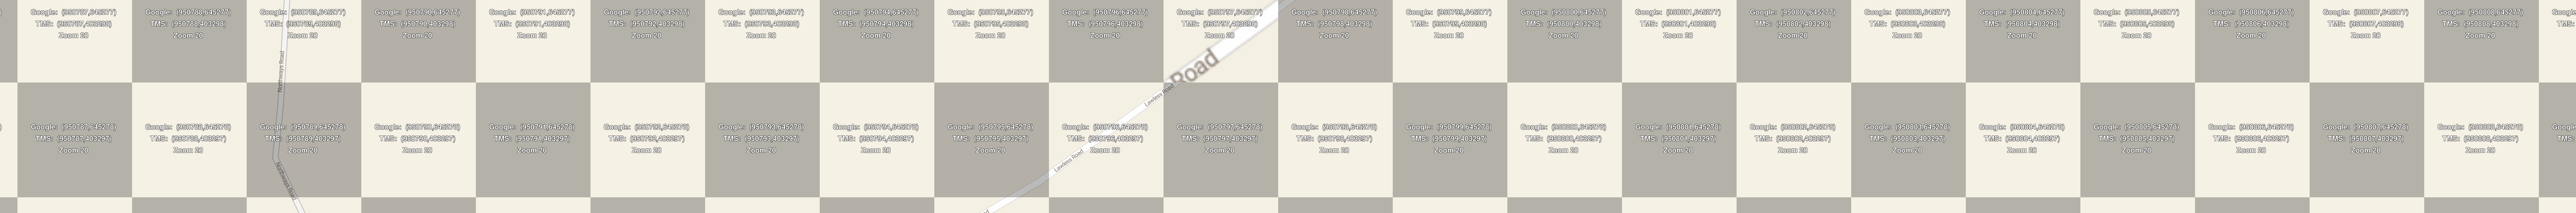 Google: (950787,645277) Google: (950788,645277) Google: (950789,645277) Google: (950790,645277) Google: (950791,645277) Google: (950792,645277) Google: (950793,645277) Google: (950794,645277) Google: (950795,645277) Google: (950796,645277) Google: (950797,645277) Google: (950798,645277) Google: (950799,645277) Google: (950800,645277) Google: (950801,645277) Google: (950802,645277) Google: (950803,645277) Google: (950804,645277) Google: (950805,645277) Google: (950806,645277) Google: (950807,645277) Google: (950808,645277)
TMS: (950787,403298) TMS: (950788,403298) TMS: (950789,403298) TMS: (950790,403298) TMS: (950791,403298) TMS: (950792,403298) TMS: (950793,403298) TMS: (950794,403298) TMS: (950795,403298) TMS: (950796,403298) TMS: (950797,403298) TMS: (950798,403298) TMS: (950799,403298) TMS: (950800,403298) TMS: (950801,403298) TMS: (950802,403298) TMS: (950803,403298) TMS: (950804,403298) TMS: (950805,403298) TMS: (950806,403298) TMS: (950807,403298) TMS: (950808,403298) TMS:
Zoom 20 Zoom 20 Zoom 20 Zoom 20 Zoom 20 Zoom 20 Zoom 20 Zoom 20 Zoom 20 Zoom 20 Zoom 20 Zoom 20 Zoom 20 Zoom 20 Zoom 20 Zoom 20 Zoom 20 Zoom 20 Zoom 20 Zoom 20 Zoom 20 Zoom 20
Northways Road
Road
Lawless Road
Google: (950787,645278) Google: (950788,645278) Google: (950789,645278) Google: (950790,645278) Google: (950791,645278) Google: (950792,645278) Google: (950793,645278) Google: (950794,645278) Google: (950795,645278) Google: (950796,645278) Google: (950797,645278) Google: (950798,645278) Google: (950799,645278) Google: (950800,645278) Google: (950801,645278) Google: (950802,645278) Google: (950803,645278) Google: (950804,645278) Google: (950805,645278) Google: (950806,645278) Google: (950807,645278) Google: (950808,645278)
TMS: (950787,403297) TMS: (950788,403297) TMS: (950789,403297) TMS: (950790,403297) TMS: (950791,403297) TMS: (950792,403297) TMS: (950793,403297) TMS: (950794,403297) TMS: (950795,403297) TMS: (950796,403297) TMS: (950797,403297) TMS: (950798,403297) TMS: (950799,403297) TMS: (950800,403297) TMS: (950801,403297) TMS: (950802,403297) TMS: (950803,403297) TMS: (950804,403297) TMS: (950805,403297) TMS: (950806,403297) TMS: (950807,403297) TMS: (950808,403297) TMS:
Zoom 20 Zoom 20 Zoom 20 Zoom 20 Zoom 20 Zoom 20 Zoom 20 Zoom 20 Zoom 20 Zoom 20 Zoom 20 Zoom 20 Zoom 20 Zoom 20 Zoom 20 Zoom 20 Zoom 20 Zoom 20 Zoom 20 Zoom 20 Zoom 20 Zoom 20
Lawless Road
Northways Road